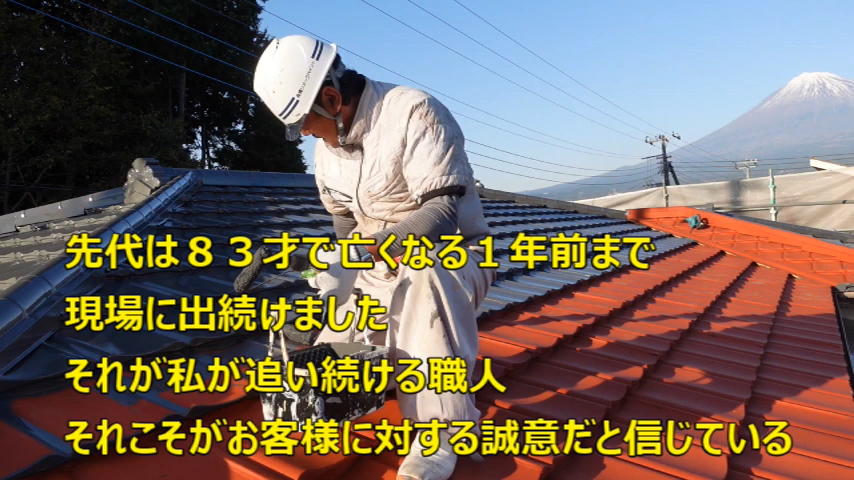 先代は８３才で亡くなる１年前まで
現場に出続けました
それが私が追い続ける職人
それこそがお客様に対する誠意だと信じている